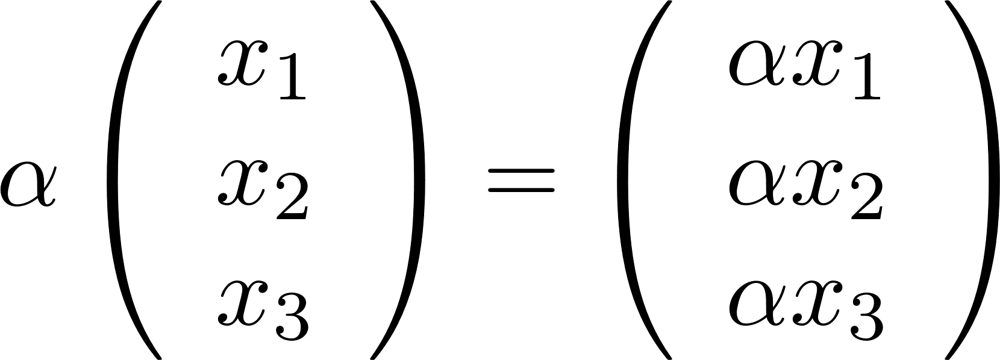 α ( x₁ x₂ x₃ ) = ( αx₁ αx₂ αx₃ )